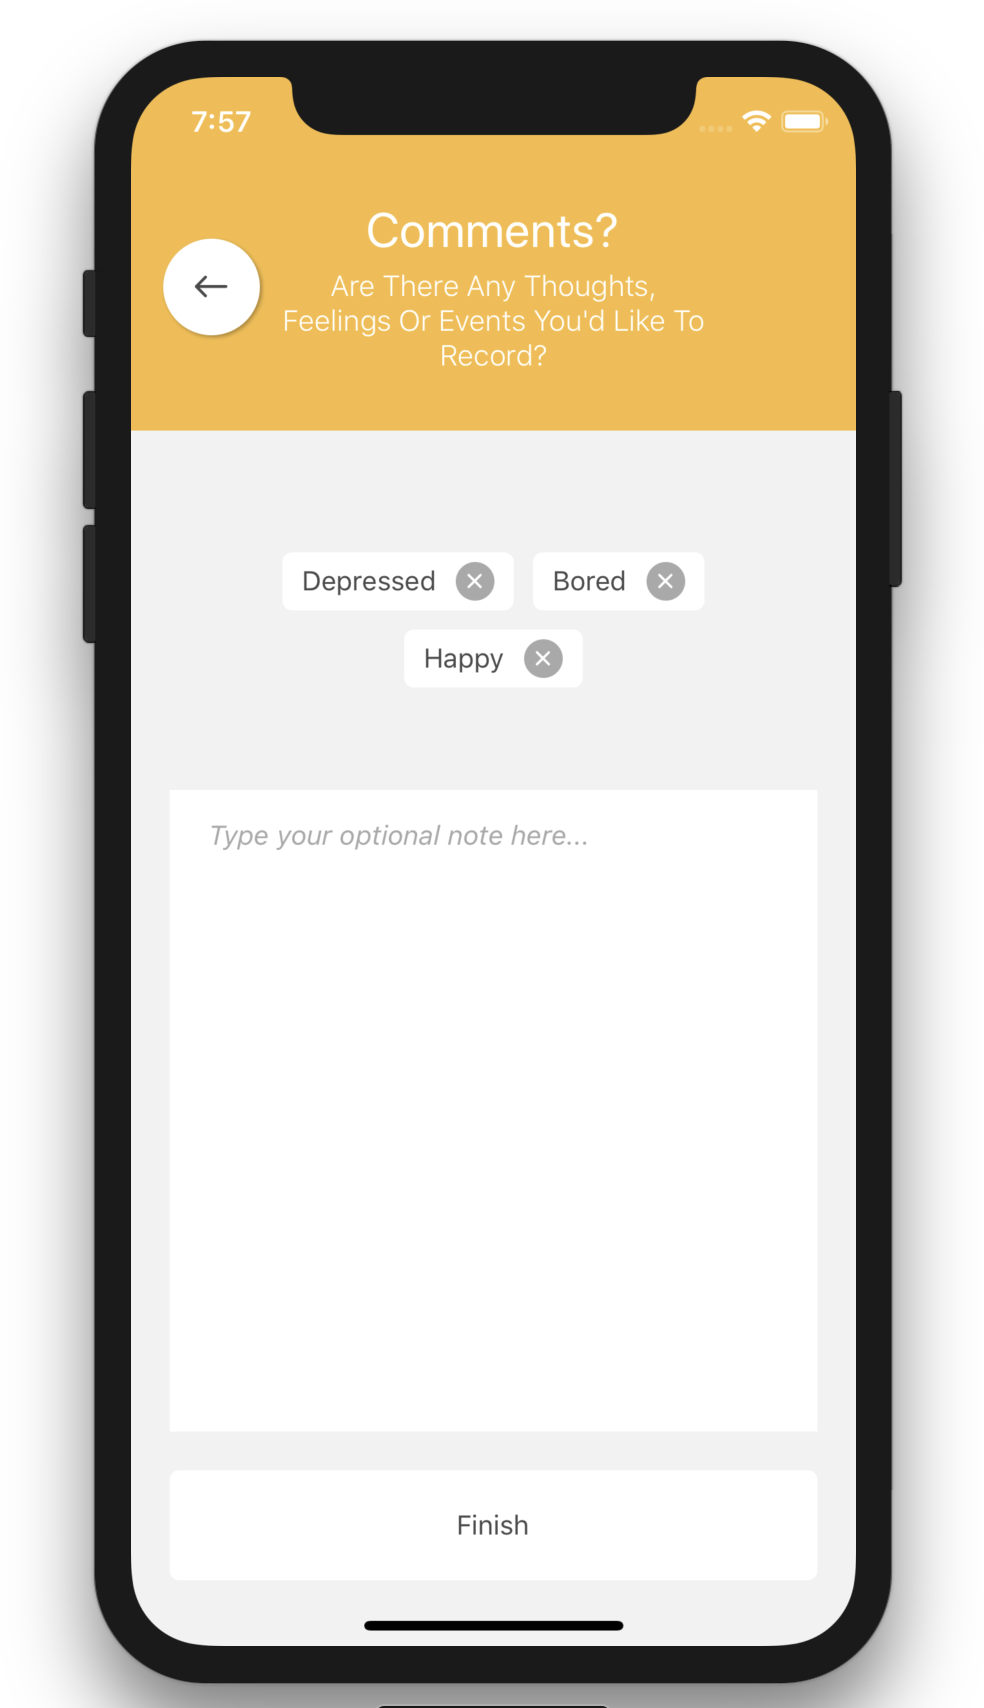 7:57
Comments?
Are There Any Thoughts,
Feelings Or Events You'd Like To
Record?
Depressed
Bored
Happy
Type your optional note here...
Finish